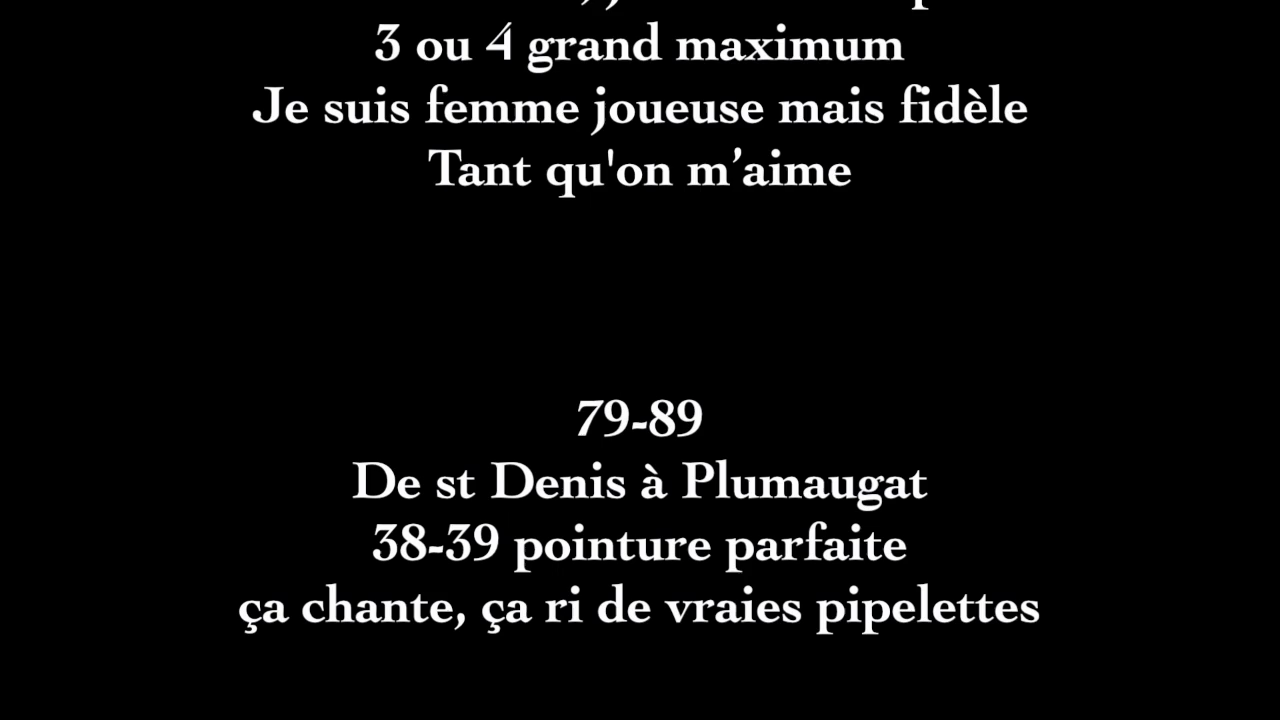 3 ou 4 grand maximum
Je suis femme joueuse mais fidèle
Tant qu'on m’aime
79-89
De st Denis à Plumaugat
38-39 pointure parfaite
ça chante, ça ri de vraies pipelettes